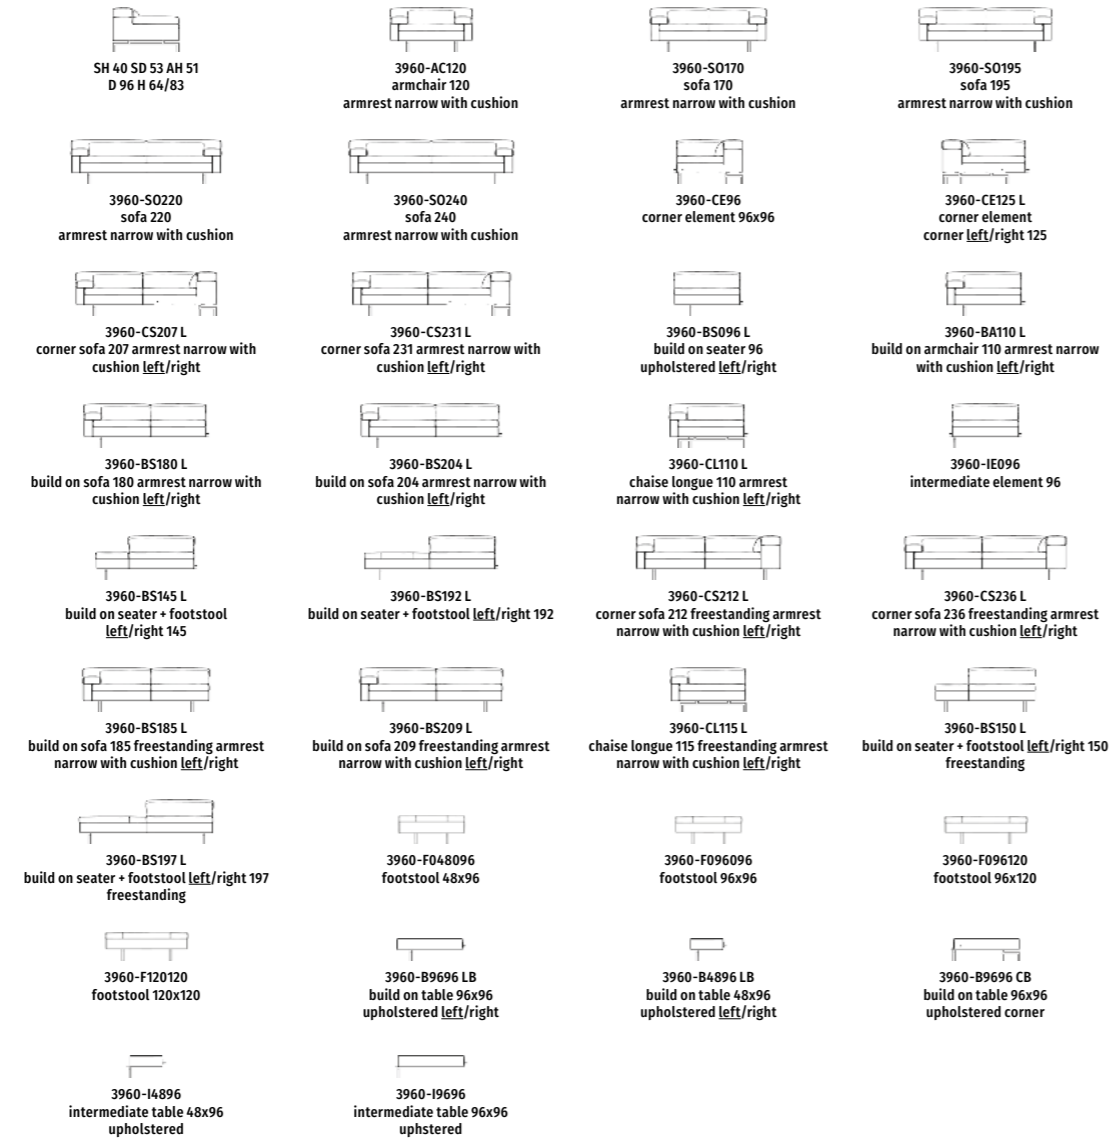 SH 40 SD 53 AH 51
D 96 H 64/83
3960-AC120
armchair 120
armrest narrow with cushion
3960-SO170
sofa 170
armrest narrow with cushion
3960-SO195
sofa 195
armrest narrow with cushion
3960-SO220
sofa 220
armrest narrow with cushion
3960-SO240
sofa 240
armrest narrow with cushion
3960-CE96
corner element 96x96
3960-CE125 L
corner element
corner left/right 125
3960-CS207 L
corner sofa 207 armrest narrow with
cushion left/right
3960-CS231 L
corner sofa 231 armrest narrow with
cushion left/right
3960-BS096 L
build on seater 96
upholstered left/right
3960-BA110 L
build on armchair 110 armrest narrow
with cushion left/right
3960-BS180 L
build on sofa 180 armrest narrow with
cushion left/right
3960-BS204 L
build on sofa 204 armrest narrow with
cushion left/right
3960-CL110 L
chaise longue 110 armrest
narrow with cushion left/right
3960-IE096
intermediate element 96
3960-BS145 L
build on seater + footstool
left/right 145
3960-BS192 L
build on seater + footstool left/right 192
3960-CS212 L
corner sofa 212 freestanding armrest
narrow with cushion left/right
3960-CS236 L
corner sofa 236 freestanding armrest
narrow with cushion left/right
3960-BS185 L
build on sofa 185 freestanding armrest
narrow with cushion left/right
3960-BS209 L
build on sofa 209 freestanding armrest
narrow with cushion left/right
3960-CL115 L
chaise longue 115 freestanding armrest
narrow with cushion left/right
3960-BS150 L
build on seater + footstool left/right 150
freestanding
3960-BS197 L
build on seater + footstool left/right 197
freestanding
3960-F048096
footstool 48x96
3960-F096096
footstool 96x96
3960-F096120
footstool 96x120
3960-F120120
footstool 120x120
3960-B9696 LB
build on table 96x96
upholstered left/right
3960-B4896 LB
build on table 48x96
upholstered left/right
3960-B9696 CB
build on table 96x96
upholstered corner
3960-I4896
intermediate table 48x96
upholstered
3960-I9696
intermediate table 96x96
uphstered